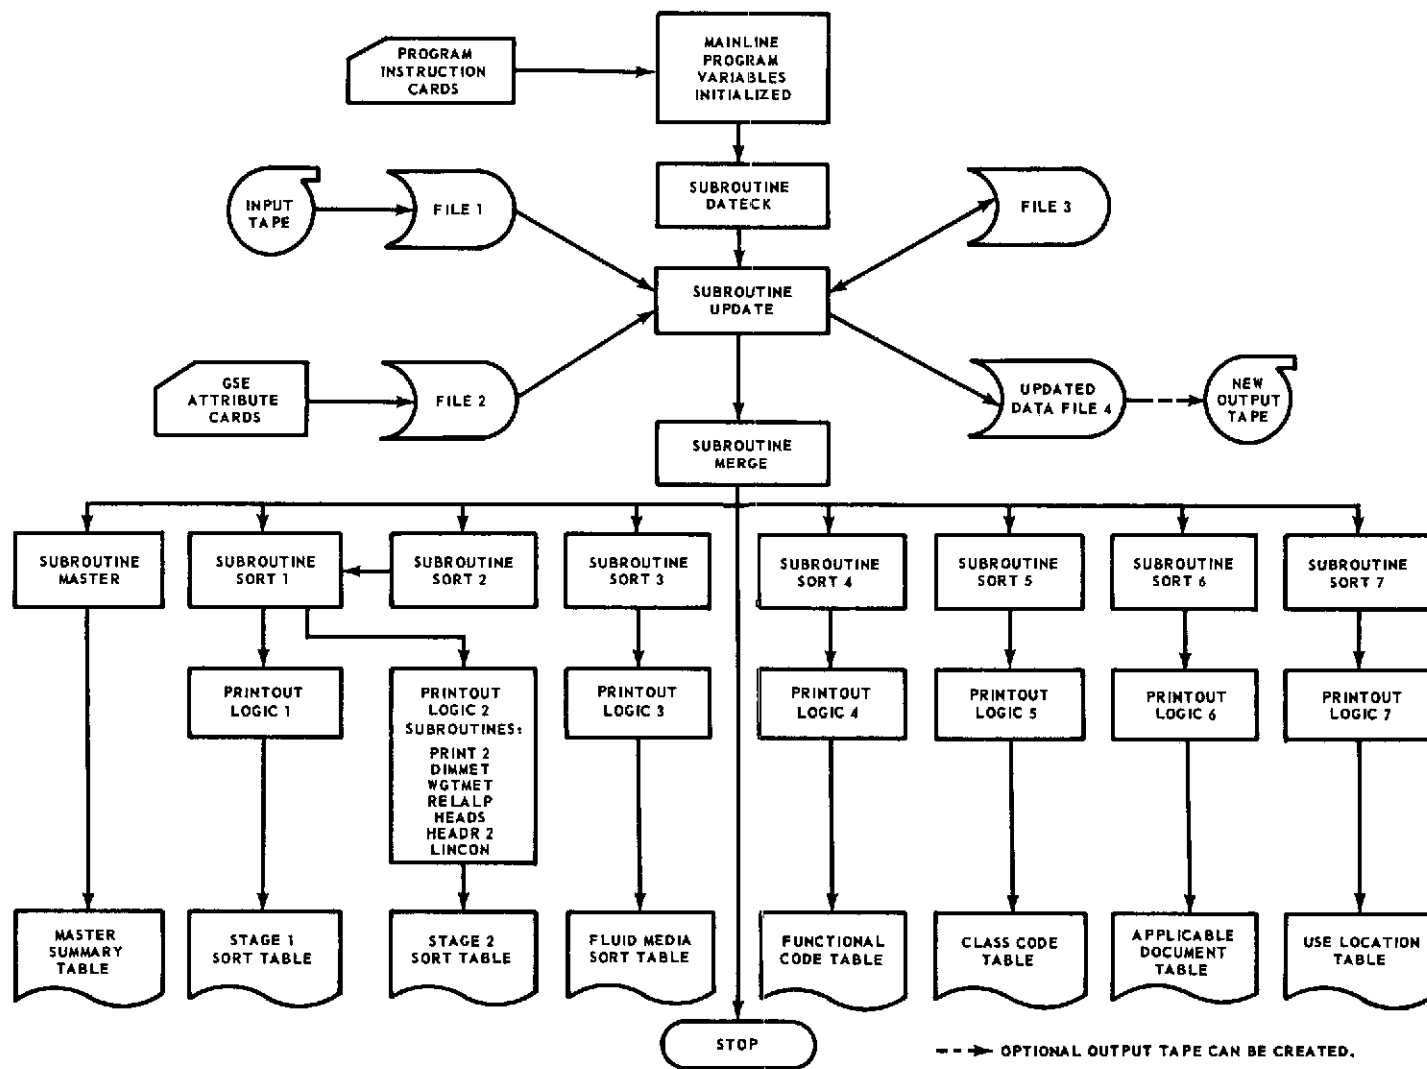 PROGRAM
INSTRUCTION
CARDS
MAINLINE
PROGRAM
VARIABLES
INITIALIZED
SUBROUTINE
DATECK
INPUT
TAPE
FILE 1
FILE 3
SUBROUTINE
UPDATE
GSE
ATTRIBUTE
CARDS
FILE 2
UPDATED
DATA FILE 4
NEW
OUTPUT
TAPE
SUBROUTINE
MERGE
SUBROUTINE
MASTER
SUBROUTINE
SORT 1
SUBROUTINE
SORT 2
SUBROUTINE
SORT 3
SUBROUTINE
SORT 4
SUBROUTINE
SORT 5
SUBROUTINE
SORT 6
SUBROUTINE
SORT 7
PRINTOUT
LOGIC 1
PRINTOUT
LOGIC 2
SUBROUTINES:
PRINT 2
DIMMET
WGTMET
RELALP
HEADS
HEADR 2
LINCON
PRINTOUT
LOGIC 3
PRINTOUT
LOGIC 4
PRINTOUT
LOGIC 5
PRINTOUT
LOGIC 6
PRINTOUT
LOGIC 7
MASTER
SUMMARY
TABLE
STAGE 1
SORT TABLE
STAGE 2
SORT TABLE
FLUID MEDIA
SORT TABLE
FUNCTIONAL
CODE TABLE
CLASS CODE
TABLE
APPLICABLE
DOCUMENT
TABLE
USE LOCATION
TABLE
STOP
OPTIONAL OUTPUT TAPE CAN BE CREATED.